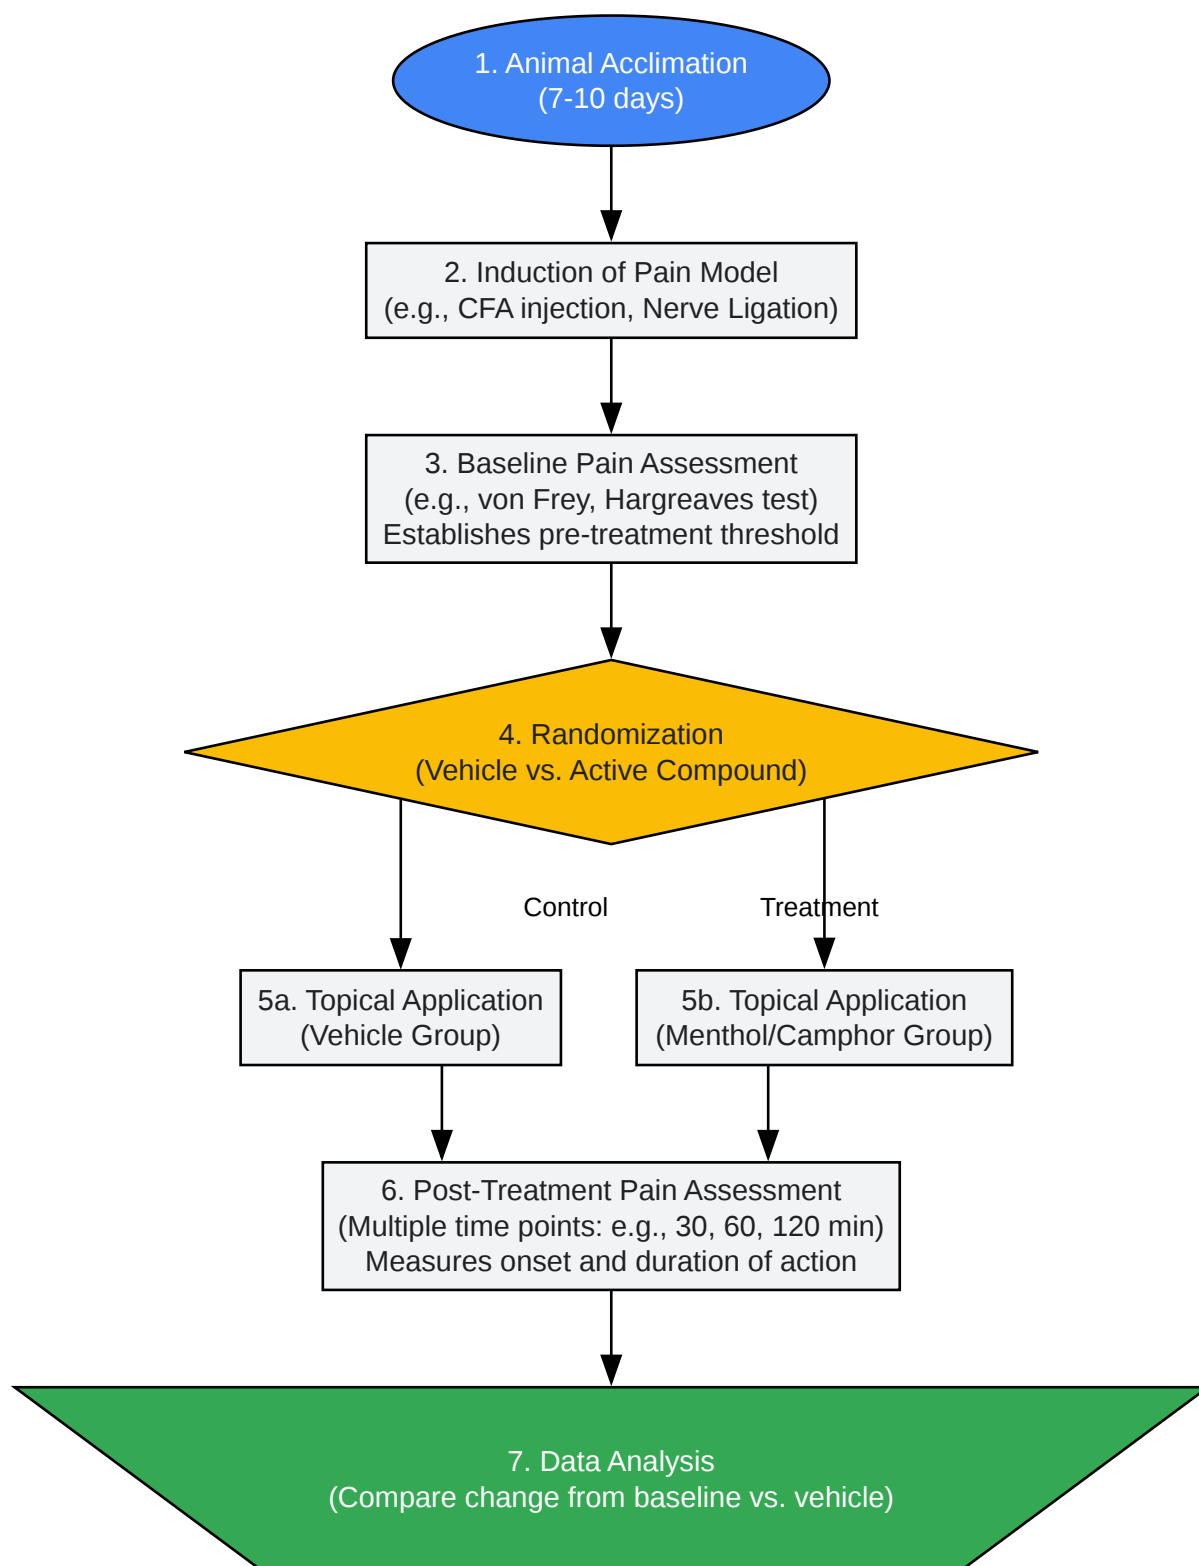 1. Animal Acclimation
(7-10 days)
2. Induction of Pain Model
(e.g., CFA injection, Nerve Ligation)
3. Baseline Pain Assessment
(e.g., von Frey, Hargreaves test)
Establishes pre-treatment threshold
4. Randomization
(Vehicle vs. Active Compound)
Control
Treatment
5a. Topical Application
(Vehicle Group)
5b. Topical Application
(Menthol/Camphor Group)
6. Post-Treatment Pain Assessment
(Multiple time points: e.g., 30, 60, 120 min)
Measures onset and duration of action
7. Data Analysis
(Compare change from baseline vs. vehicle)